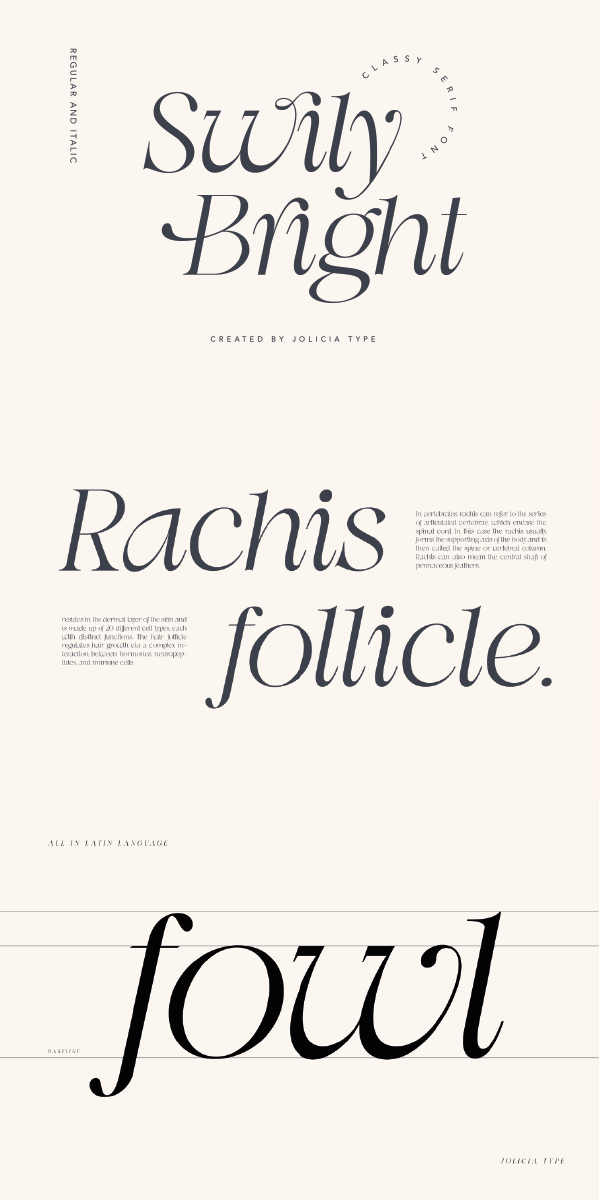 REGULAR AND ITALIC
CLASSY SERIF FONT
Swily
Bright
CREATED BY JOLICIA TYPE
Rachis
In vertebrates rachis can refer to the series
of articulated vertebrae which encase the
spinal cord. In this case the rachis usually
forms the supporting axis of the body and is
then called the spine or vertebral column.
Rachis can also mean the central shaft of
pennaceous feathers.
resides in the dermal layer of the skin and
is made up of 20 different cell types, each
with distinct functions. The hair follicle
regulates hair growth via a complex in-
teraction between hormones, neuropep-
tides, and immune cells.
follicle.
ALL IN LATIN LANGUAGE
fowl
BASELINE
JOLICIA TYPE